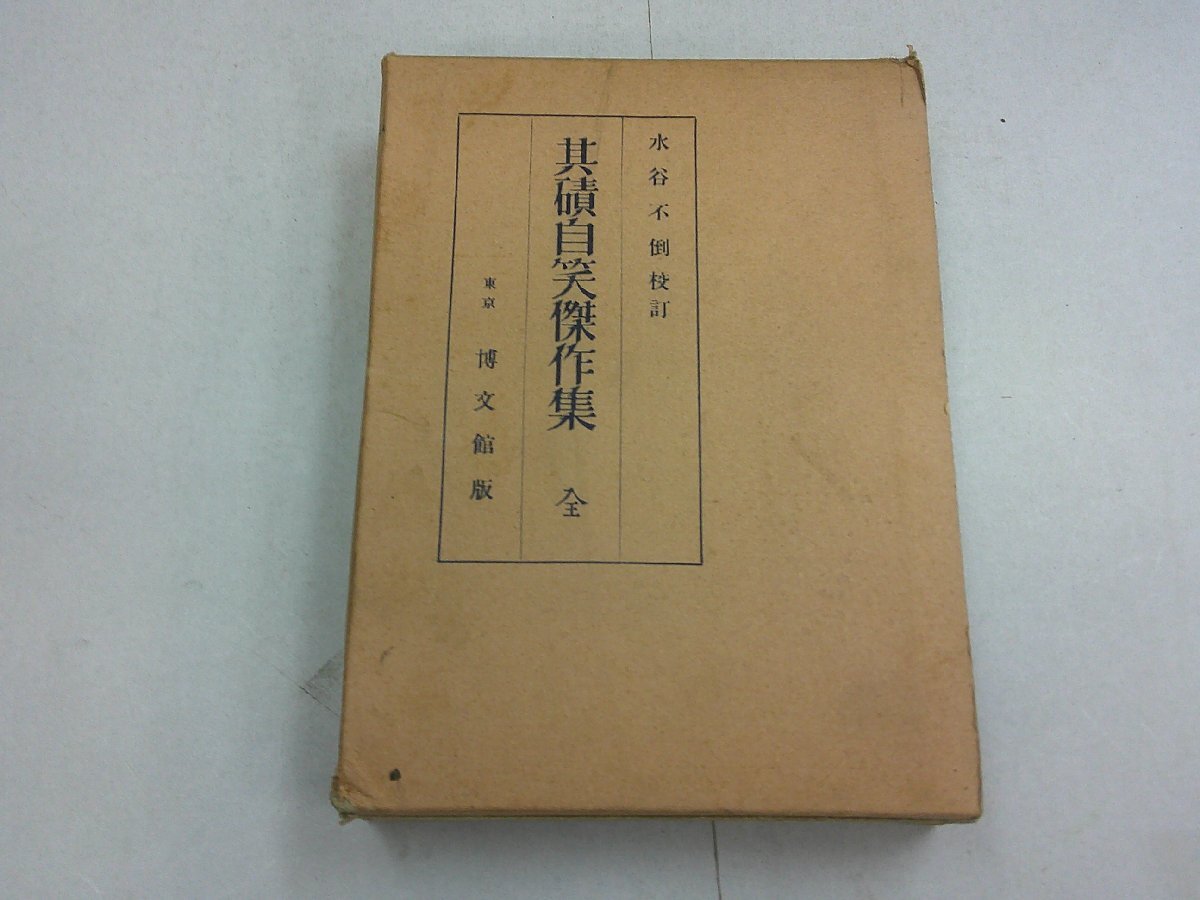 水谷不倒校訂
其磧自笑傑作集 全
東京 博文館版